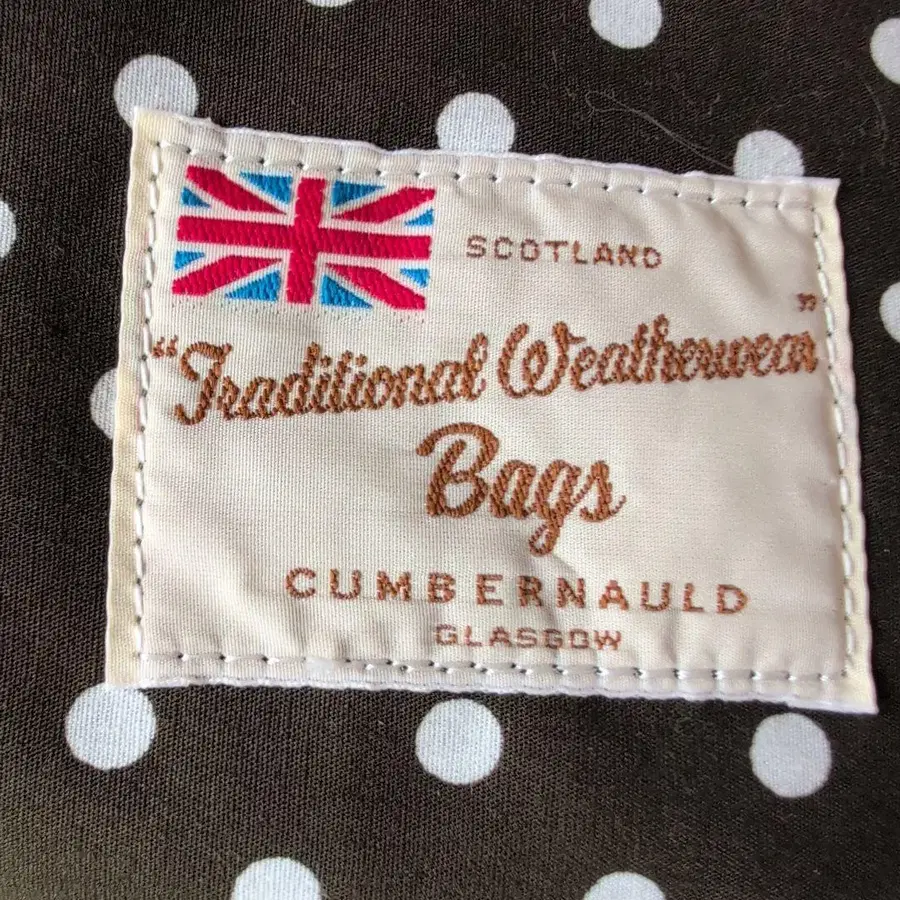 SCOTLAND
"Traditional Weatherwear"
Bags
CUMBERNAULD
GLASGOW